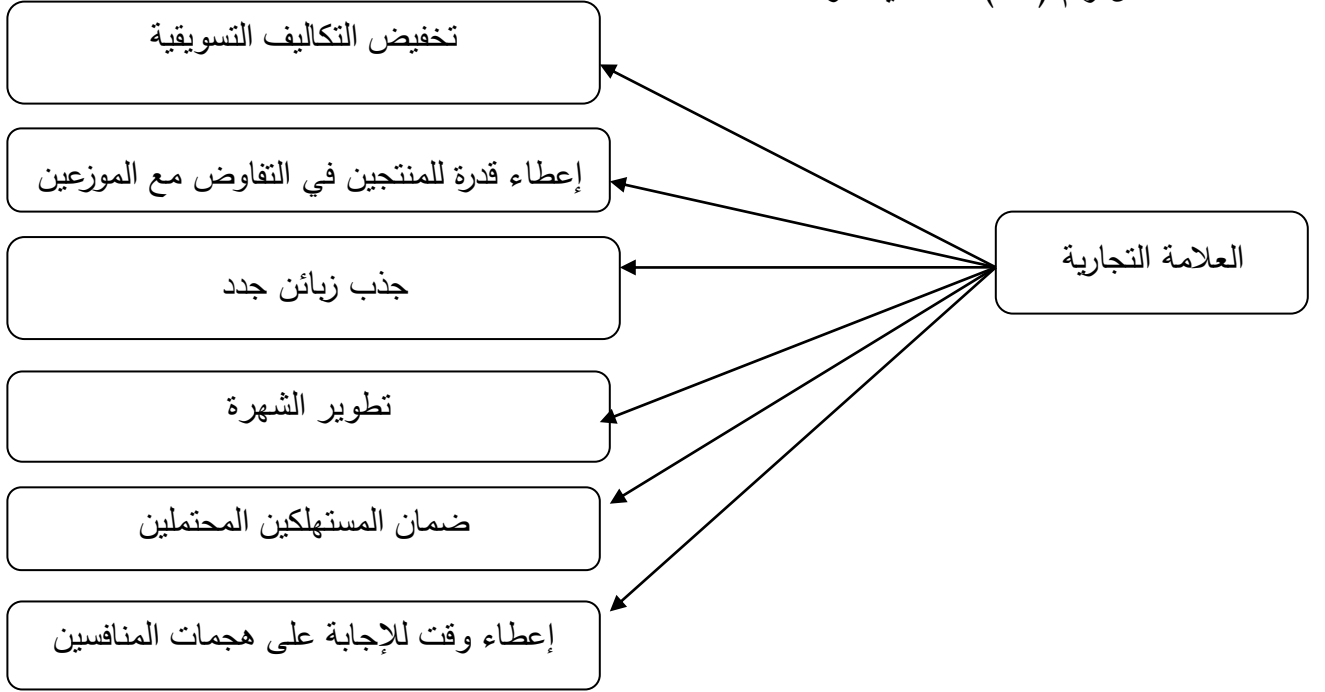 تخفيض التكاليف التسويقية
إعطاء قدرة للمنتجين في التفاوض مع الموزعين
العلامة التجارية
جذب زبائن جدد
تطوير الشهرة
ضمان المستهلكين المحتملين
إعطاء وقت للإجابة على هجمات المنافسين